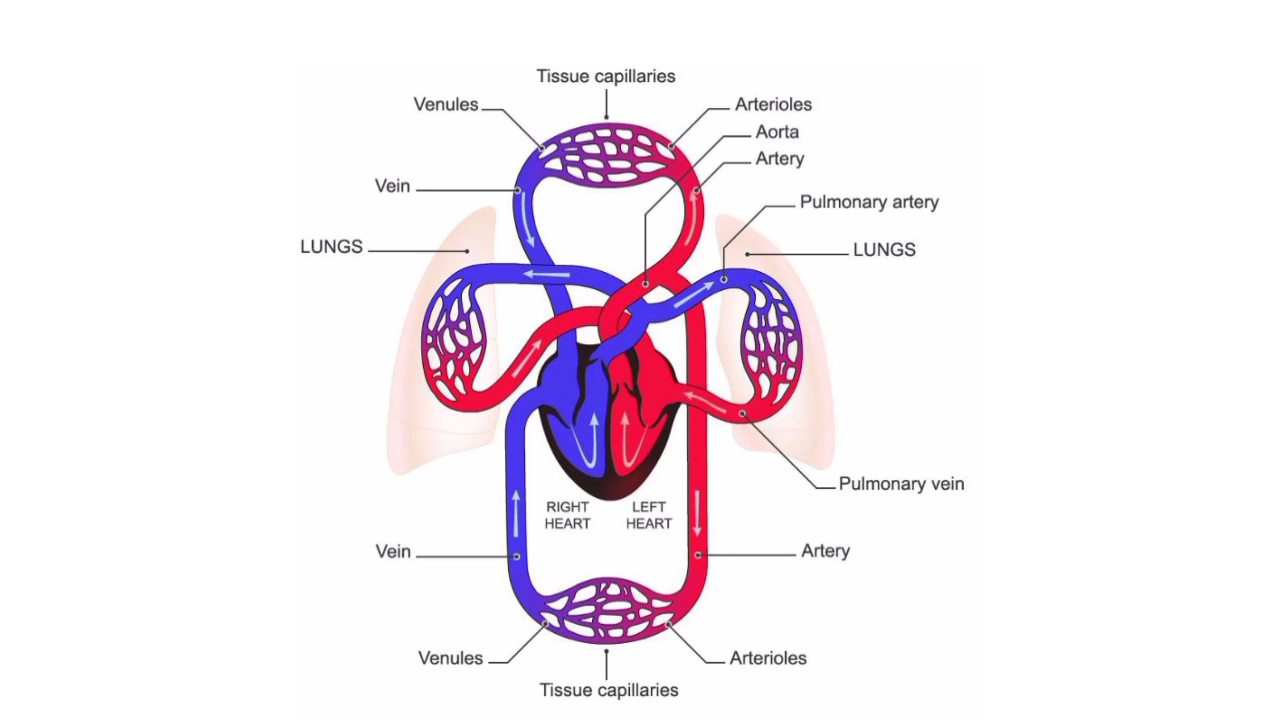 Tissue capillaries
Venules
Arterioles
Aorta
Artery
Vein
Pulmonary artery
LUNGS
LUNGS
Pulmonary vein
RIGHT
HEART
LEFT
HEART
Vein
Artery
Venules
Arterioles
Tissue capillaries